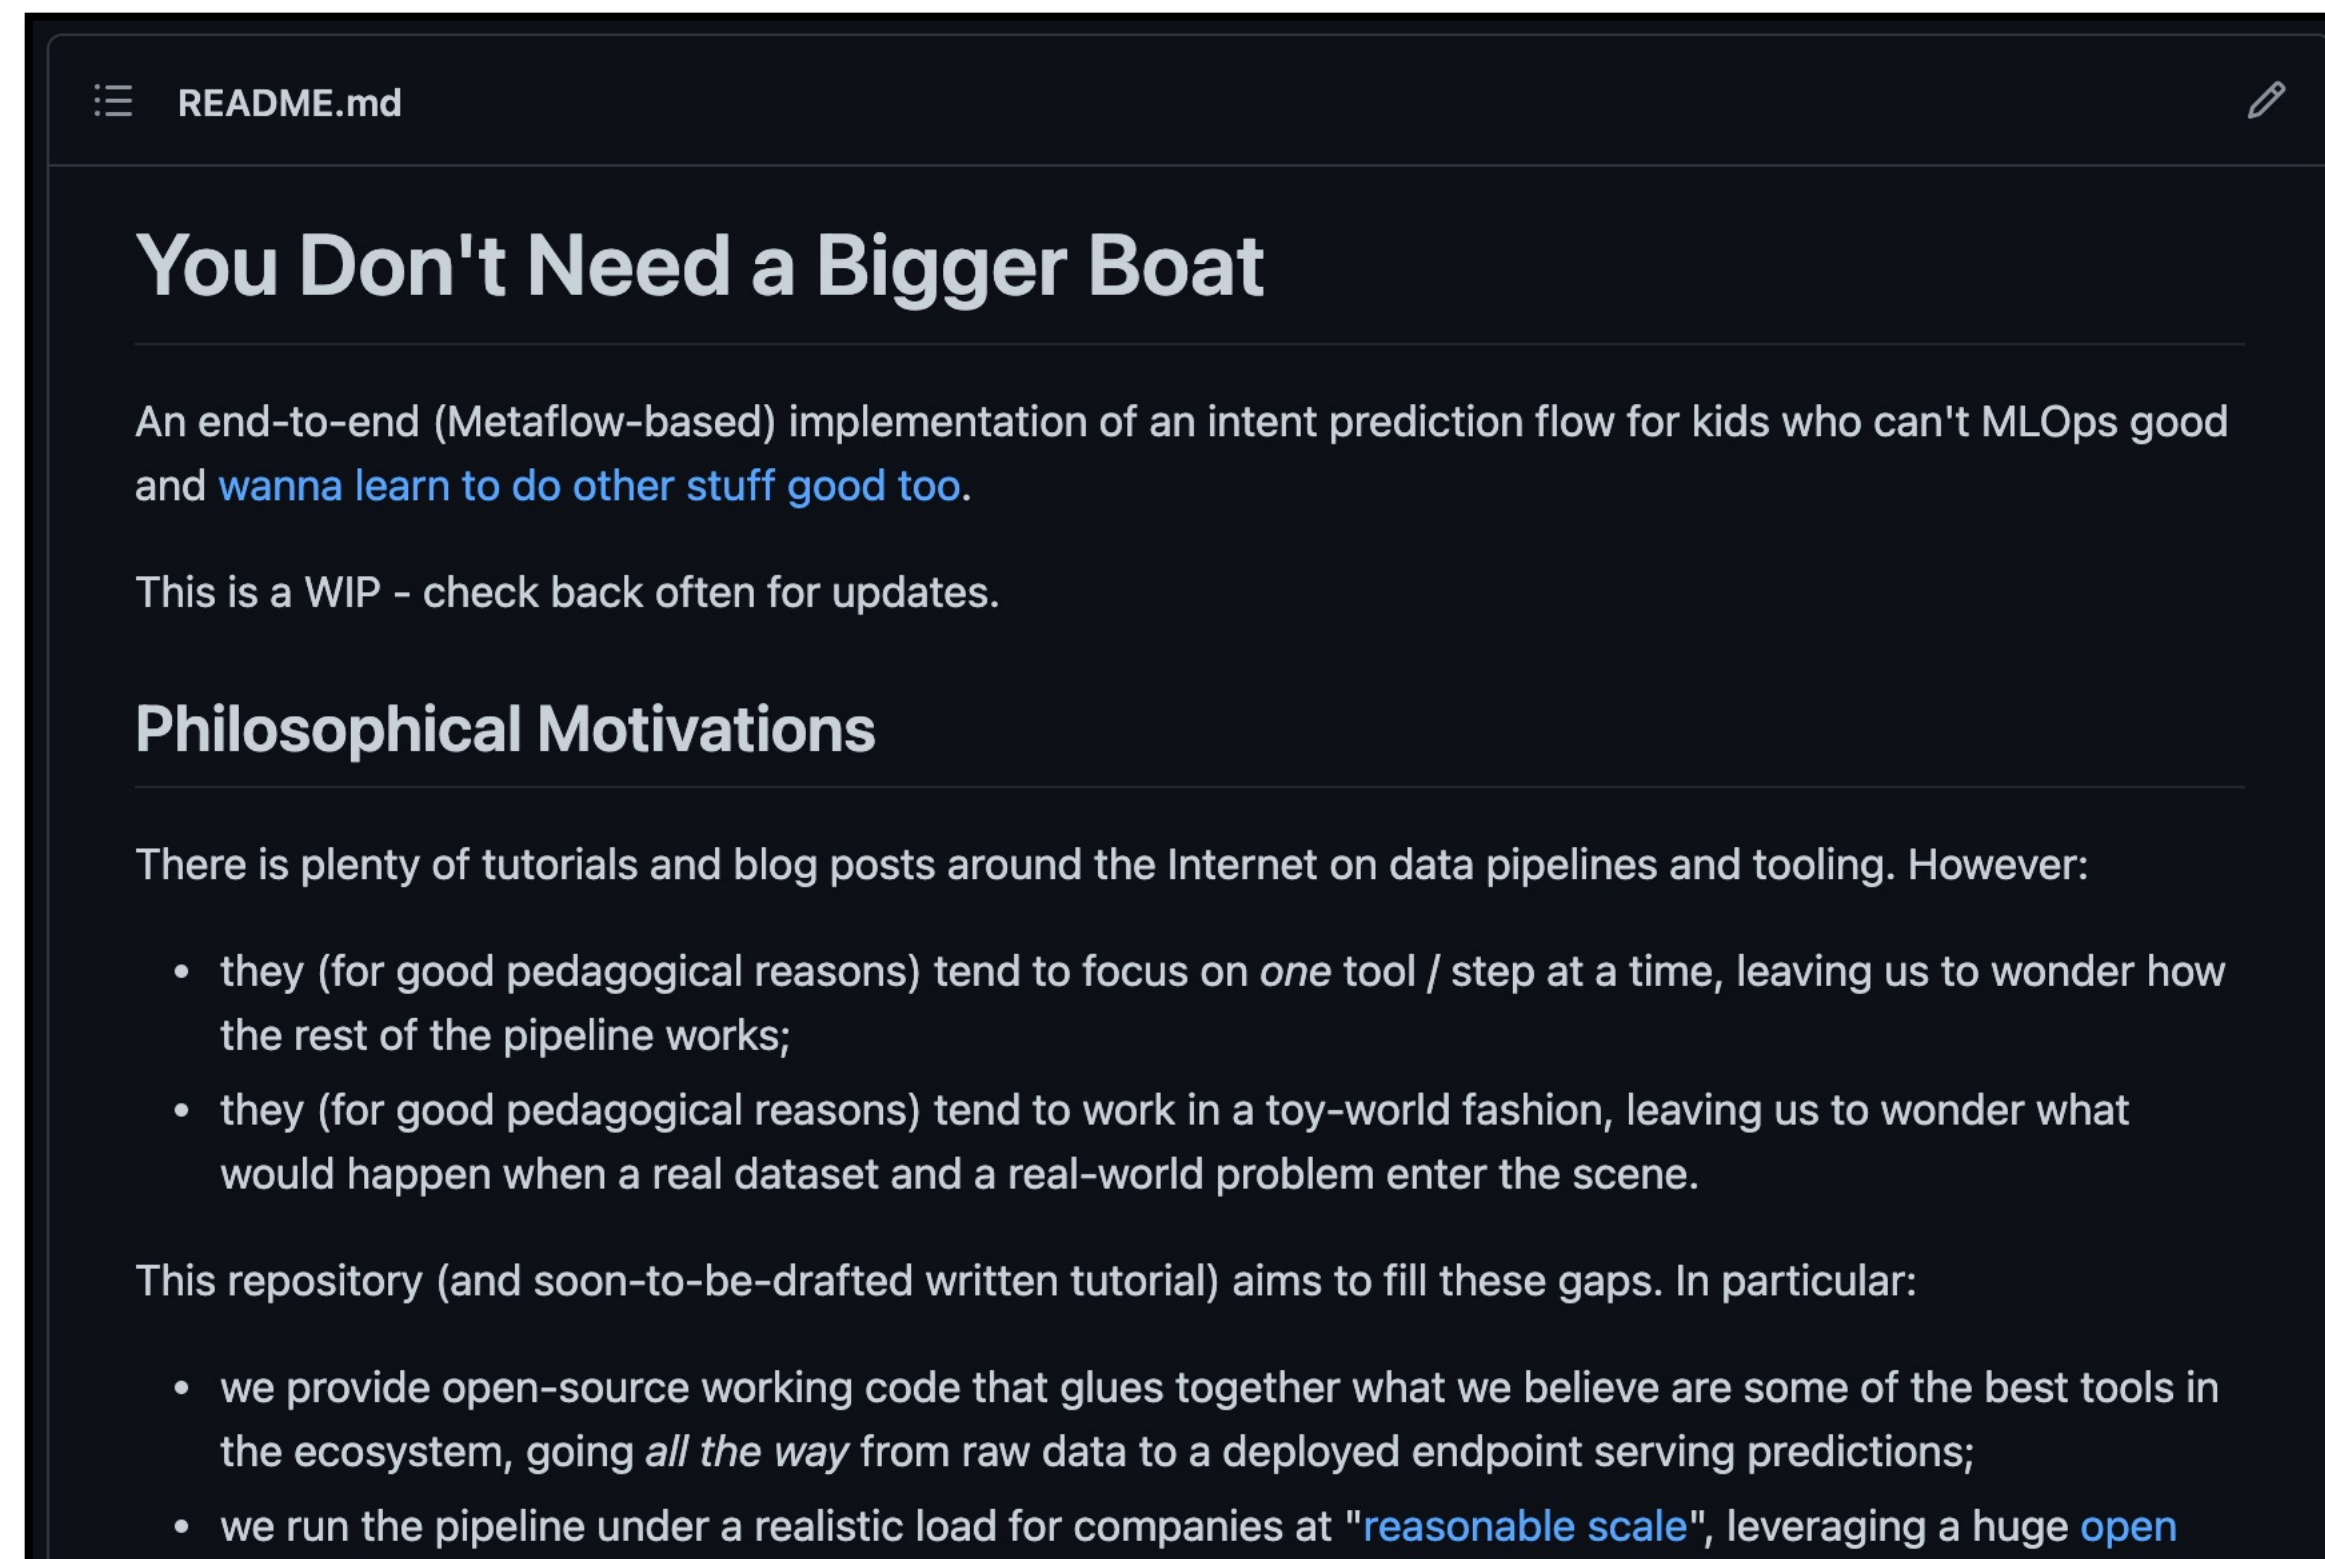 README.md
You Don't Need a Bigger Boat
An end-to-end (Metaflow-based) implementation of an intent prediction flow for kids who can't MLOps good
and wanna learn to do other stuff good too.
This is a WIP - check back often for updates.
Philosophical Motivations
There is plenty of tutorials and blog posts around the Internet on data pipelines and tooling. However:
• they (for good pedagogical reasons) tend to focus on one tool / step at a time, leaving us to wonder how
the rest of the pipeline works;
• they (for good pedagogical reasons) tend to work in a toy-world fashion, leaving us to wonder what
would happen when a real dataset and a real-world problem enter the scene.
This repository (and soon-to-be-drafted written tutorial) aims to fill these gaps. In particular:
• we provide open-source working code that glues together what we believe are some of the best tools in
the ecosystem, going all the way from raw data to a deployed endpoint serving predictions;
• we run the pipeline under a realistic load for companies at "reasonable scale", leveraging a huge open